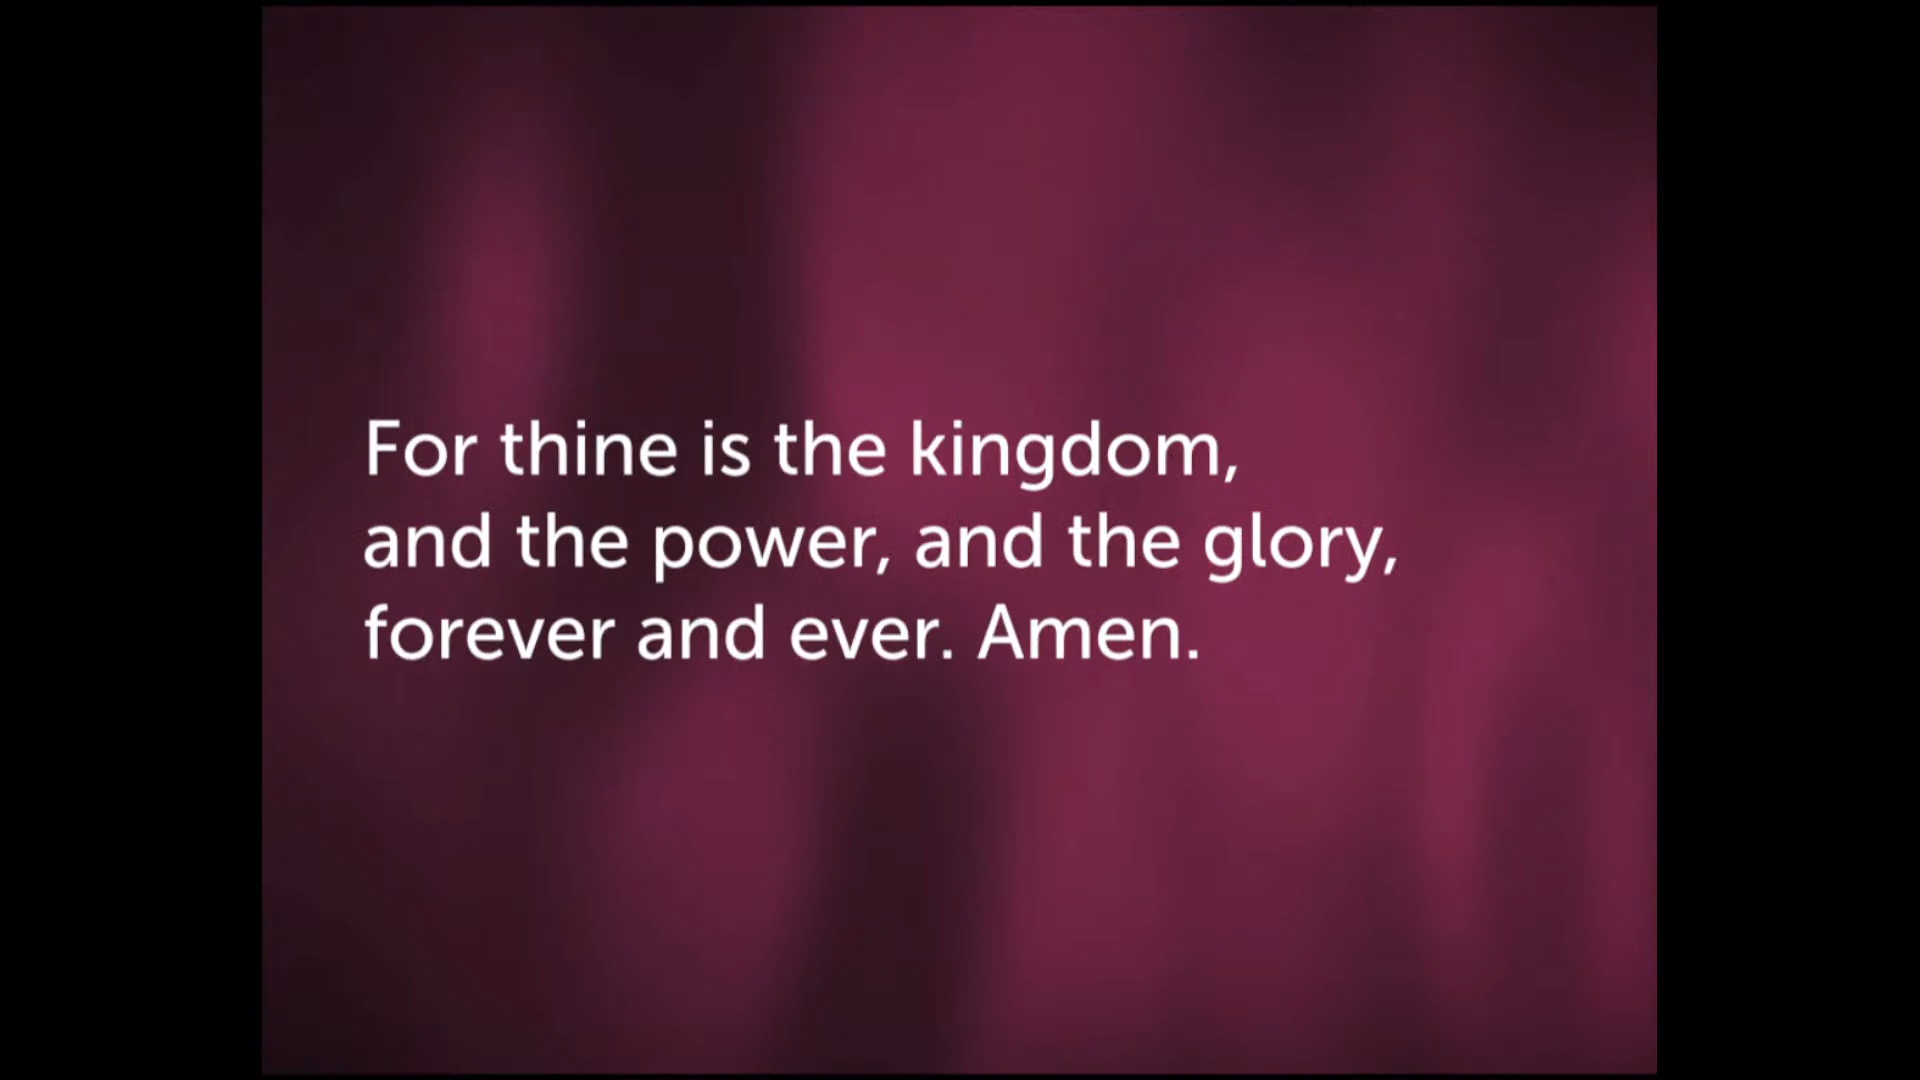 For thine is the kingdom,
and the power, and the glory,
forever and ever. Amen.